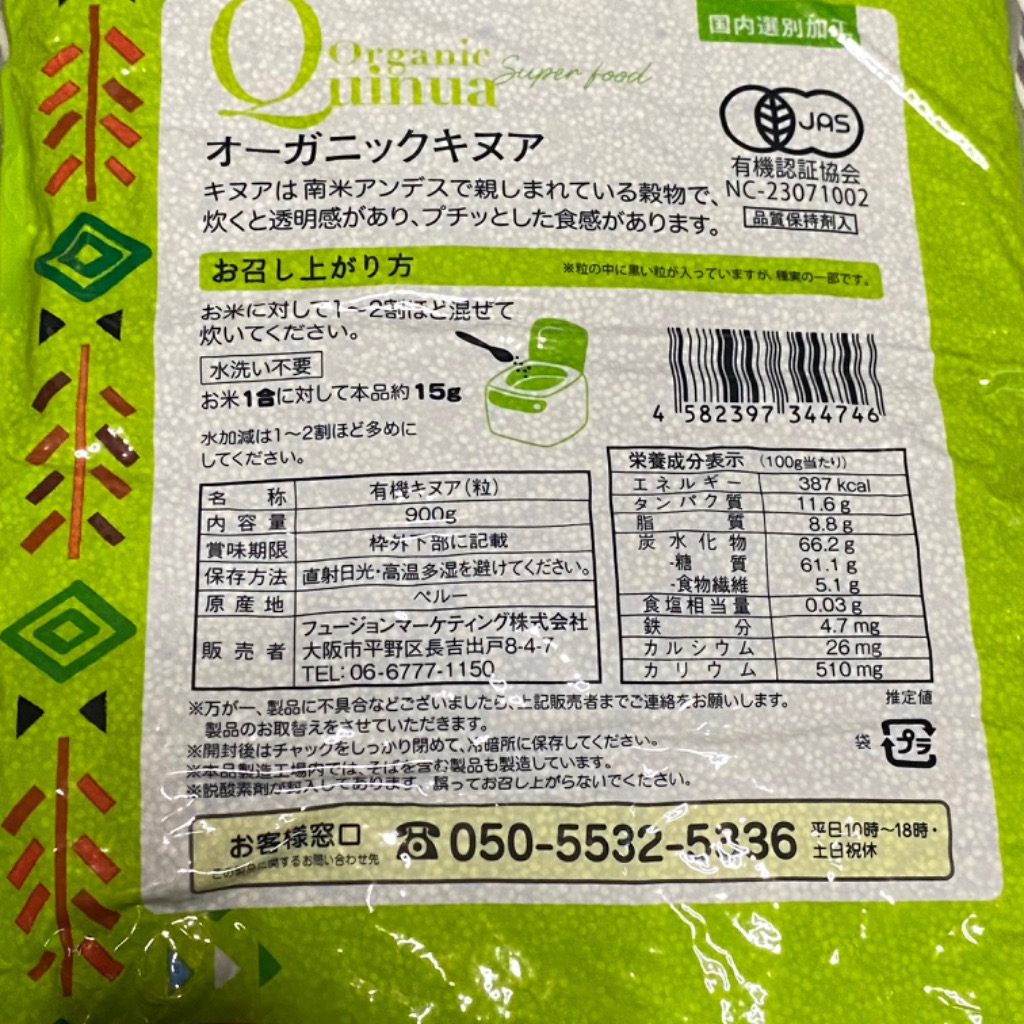 国内選別加工
Organic
Quinua Super food
JAS
オーガニックキヌア
有機認証協会
NC-23071002
品質保持剤入
キヌアは南米アンデスで親しまれている穀物で、
炊くと透明感があり、プチッとした食感があります。
お召し上がり方
※粒の中に黒い粒が入っていますが、種実の一部です。
お米に対して1～2割ほど混ぜて
炊いてください。
水洗い不要
お米1合に対して本品約15g
水加減は1～2割ほど多めに
してください。
4 582397 344746
名称 有機キヌア(粒)
内容量 900g
賞味期限 枠外下部に記載
保存方法 直射日光・高温多湿を避けてください。
原産地 ペルー
販売者 フュージョンマーケティング株式会社
大阪市平野区長吉出戸8-4-7
TEL:06-6777-1150
栄養成分表示 (100g当たり)
エネルギー 387 kcal
タンパク質 11.6 g
脂質 8.8 g
炭水化物 66.2 g
-糖質 61.1 g
-食物繊維 5.1 g
食塩相当量 0.03 g
鉄分 4.7 mg
カルシウム 26 mg
カリウム 510 mg
推定値
※万が一、製品に不具合などございましたら、上記販売者までご連絡をお願いします。
製品のお取替えをさせていただきます。
※開封後はチャックをしっかり閉めて、冷暗所に保存してください。
※本品製造工場内では、そばを含む製品も製造しています。
※脱酸素剤が封入してあります。誤ってお召し上がらないでください。
袋 プラ
お客様窓口
この製品に関するお問い合わせ先
050-5532-5336
平日10時～18時・
土日祝休